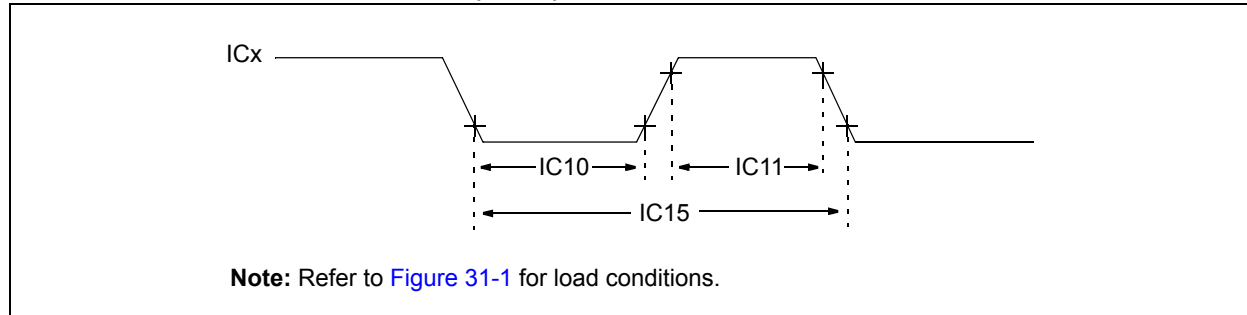 ICx
IC10
IC11
IC15
Note: Refer to Figure 31-1 for load conditions.